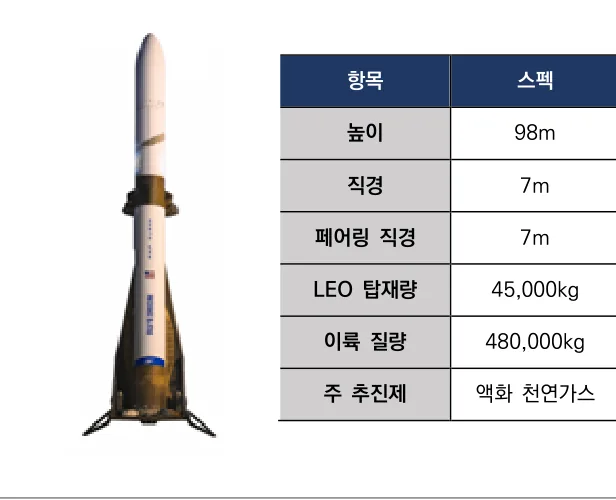 항목 스펙
높이 98m
직경 7m
페어링 직경 7m
LEO 탑재량 45,000kg
이륙 질량 480,000kg
주 추진제 액화 천연가스